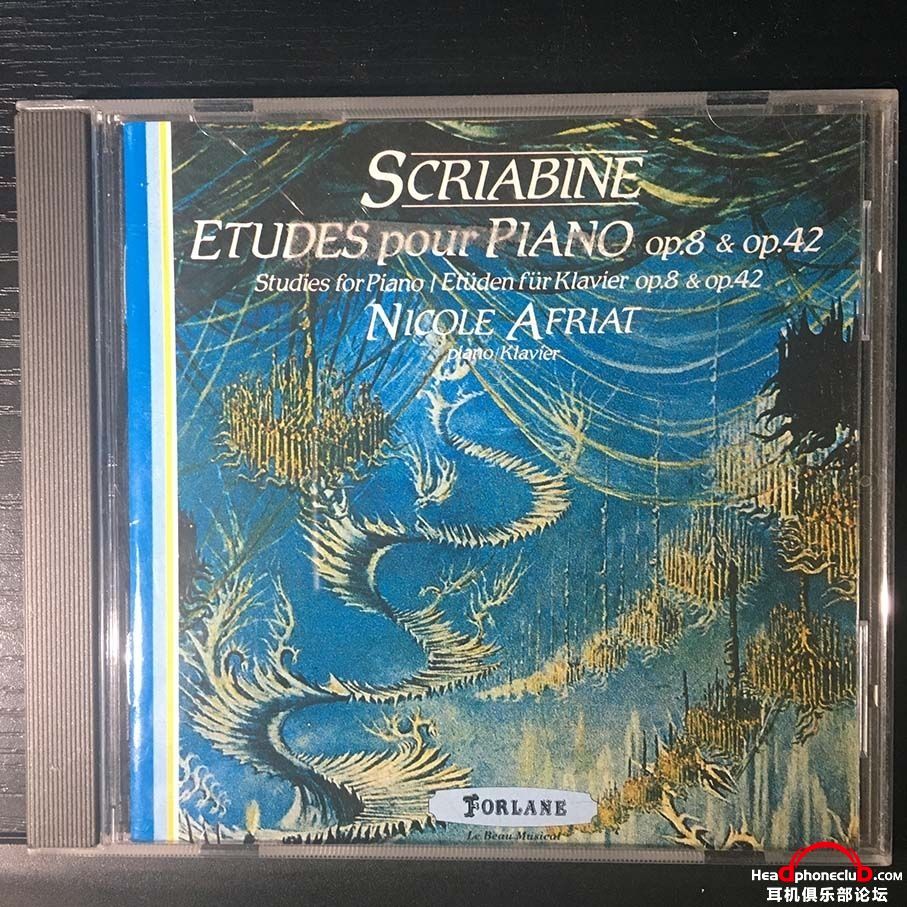 SCRIABINE
ETUDES pour PIANO op.8 & op.42
Studies for Piano / Etüden für Klavier op.8 & op.42
NICOLE AFRIAT
piano/Klavier
FORLANE
Le Beau Musical
HeadphoneclubD.com
耳机俱乐部论坛